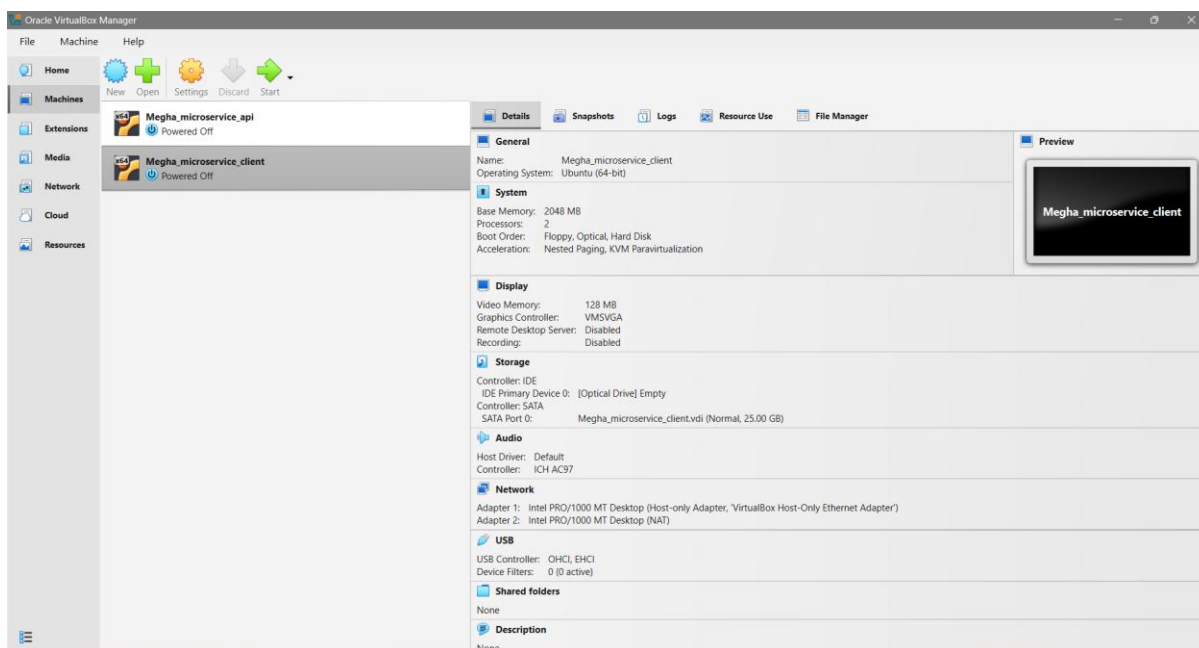 Oracle VirtualBox Manager
File Machine Help
Home
Machines
Extensions
Media
Network
Cloud
Resources
New Open Settings Discard Start
x64
Megha_microservice_api
Powered Off
x64
Megha_microservice_client
Powered Off
Details Snapshots Logs Resource Use File Manager
General
Name: Megha_microservice_client
Operating System: Ubuntu (64-bit)
Preview
Megha_microservice_client
System
Base Memory: 2048 MB
Processors: 2
Boot Order: Floppy, Optical, Hard Disk
Acceleration: Nested Paging, KVM Paravirtualization
Display
Video Memory: 128 MB
Graphics Controller: VMSVGA
Remote Desktop Server: Disabled
Recording: Disabled
Storage
Controller: IDE
IDE Primary Device 0: [Optical Drive] Empty
Controller: SATA
SATA Port 0: Megha_microservice_client.vdi (Normal, 25.00 GB)
Audio
Host Driver: Default
Controller: ICH AC97
Network
Adapter 1: Intel PRO/1000 MT Desktop (Host-only Adapter, 'VirtualBox Host-Only Ethernet Adapter')
Adapter 2: Intel PRO/1000 MT Desktop (NAT)
USB
USB Controller: OHCI, EHCI
Device Filters: 0 (0 active)
Shared folders
None
Description
None